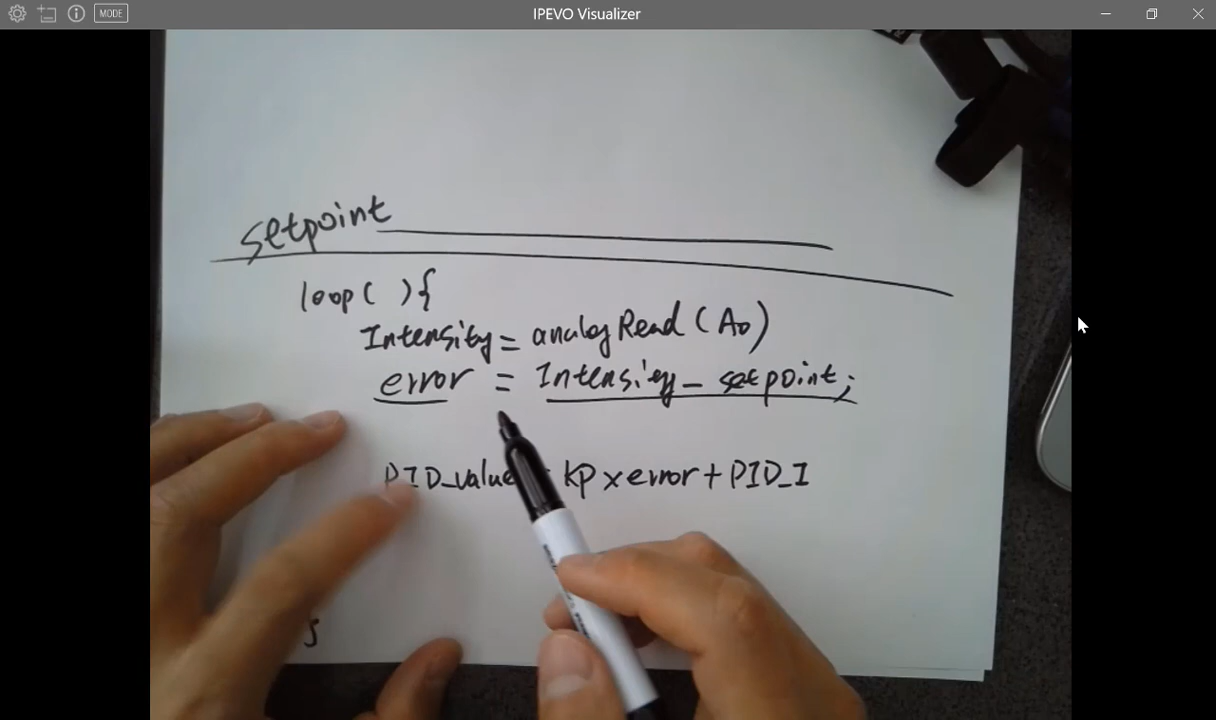 MODE
IPEVO Visualizer
setpoint
loop( ){
Intensity = analogRead(A0)
error = Intensity - setpoint;
PID_value kp x error + PID_I